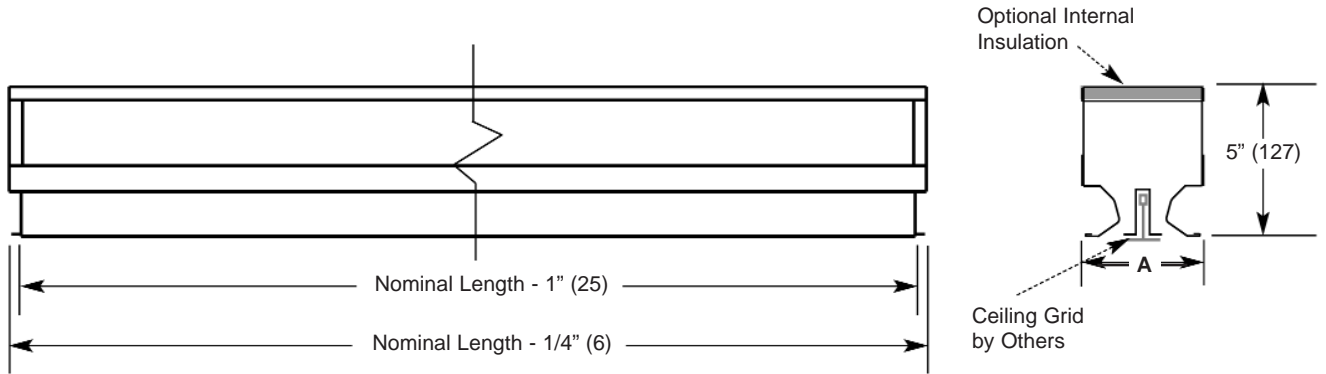 Optional Internal
Insulation
5” (127)
A
Nominal Length - 1” (25)
Nominal Length - 1/4” (6)
Ceiling Grid
by Others